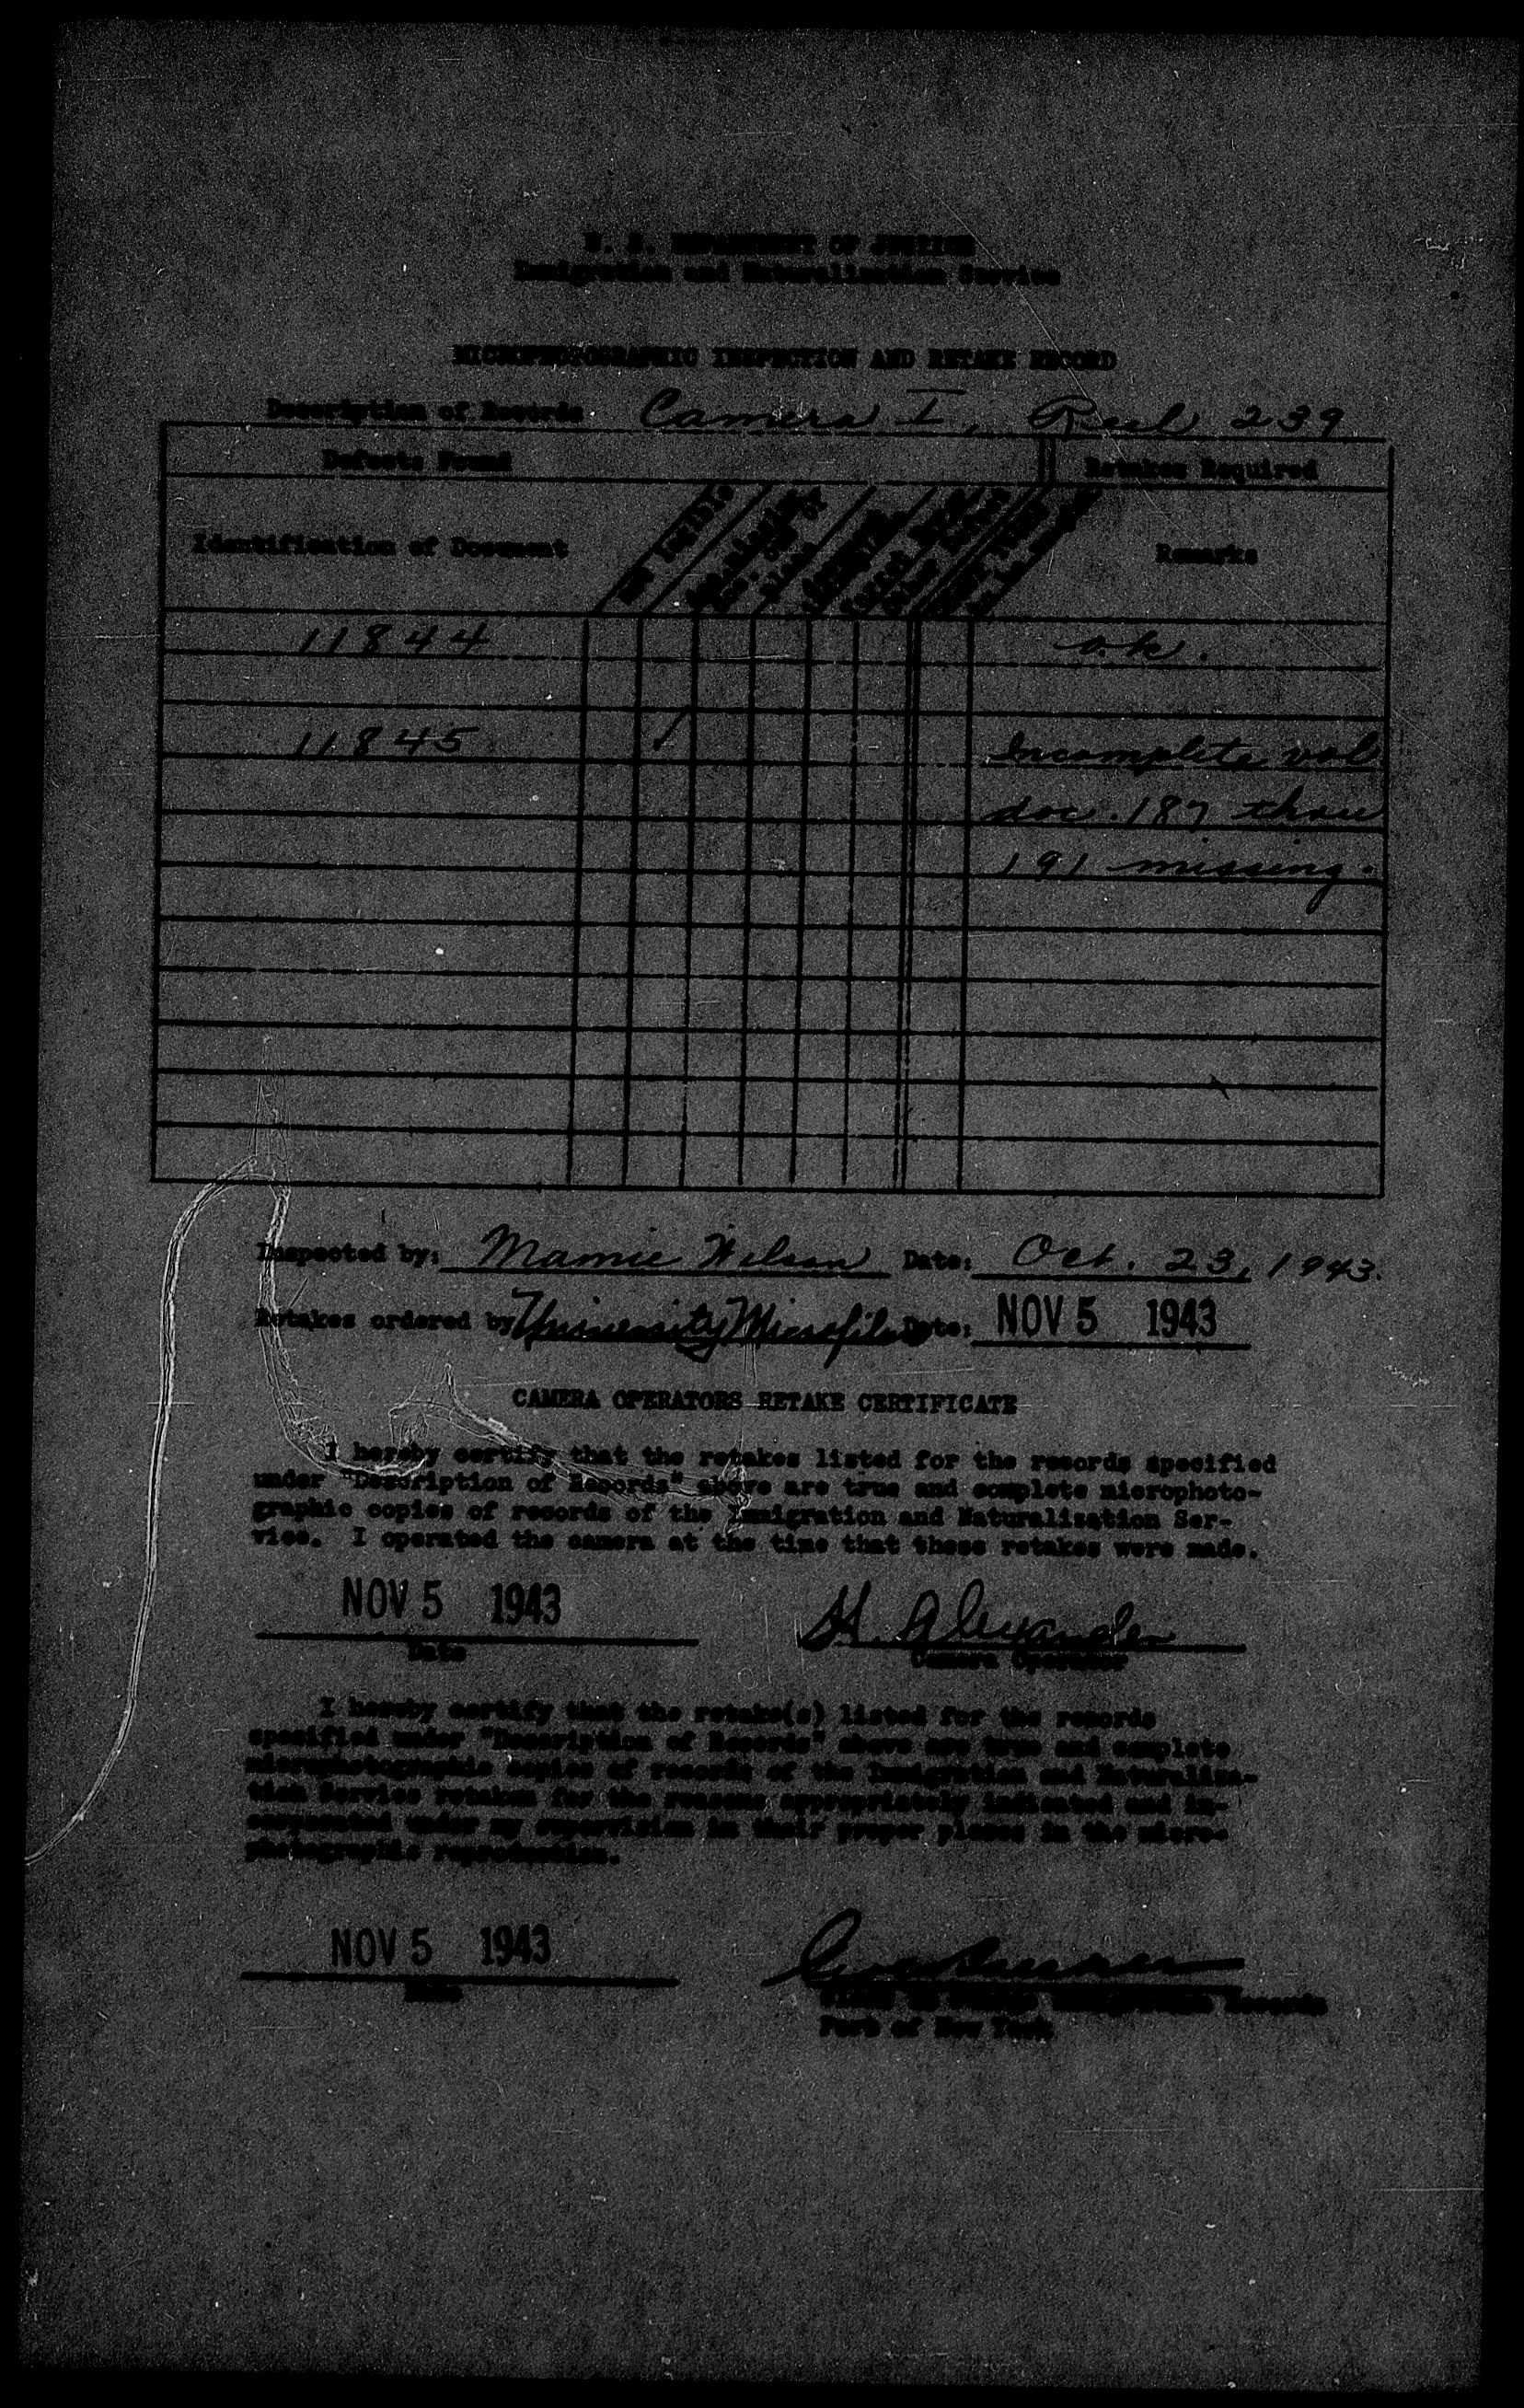 U. S. DEPARTMENT OF JUSTICE
Immigration and Naturalization Service
MICROPHOTOGRAPHIC INSPECTION AND RETAKE RECORD
Description of Records Camera I, Reel 239
Defects Found Retakes Required
Identification of Document Not Legible Remarks
11844 o.k.
11845 ✓ Incomplete vol
doc. 187 thru
191 missing.
Inspected by: Mamie Wilson Date: Oct. 23, 1943.
Retakes ordered by University Microfilms Date: NOV 5 1943
CAMERA OPERATORS RETAKE CERTIFICATE
I hereby certify that the retakes listed for the records specified
under "Description of Records" above are true and complete microphoto-
graphic copies of records of the Immigration and Naturalization Ser-
vice. I operated the camera at the time that these retakes were made.
NOV 5 1943 H. Alexander
Date Camera Operator
I hereby certify that the retake(s) listed for the records
specified under "Description of Records" above are true and complete
microphotographic copies of records of the Immigration and Naturaliza-
tion Service retaken for the reasons appropriately indicated and in-
corporated under my supervision in their proper places in the micro-
photographic reproduction.
NOV 5 1943
Date Records
Port of New York